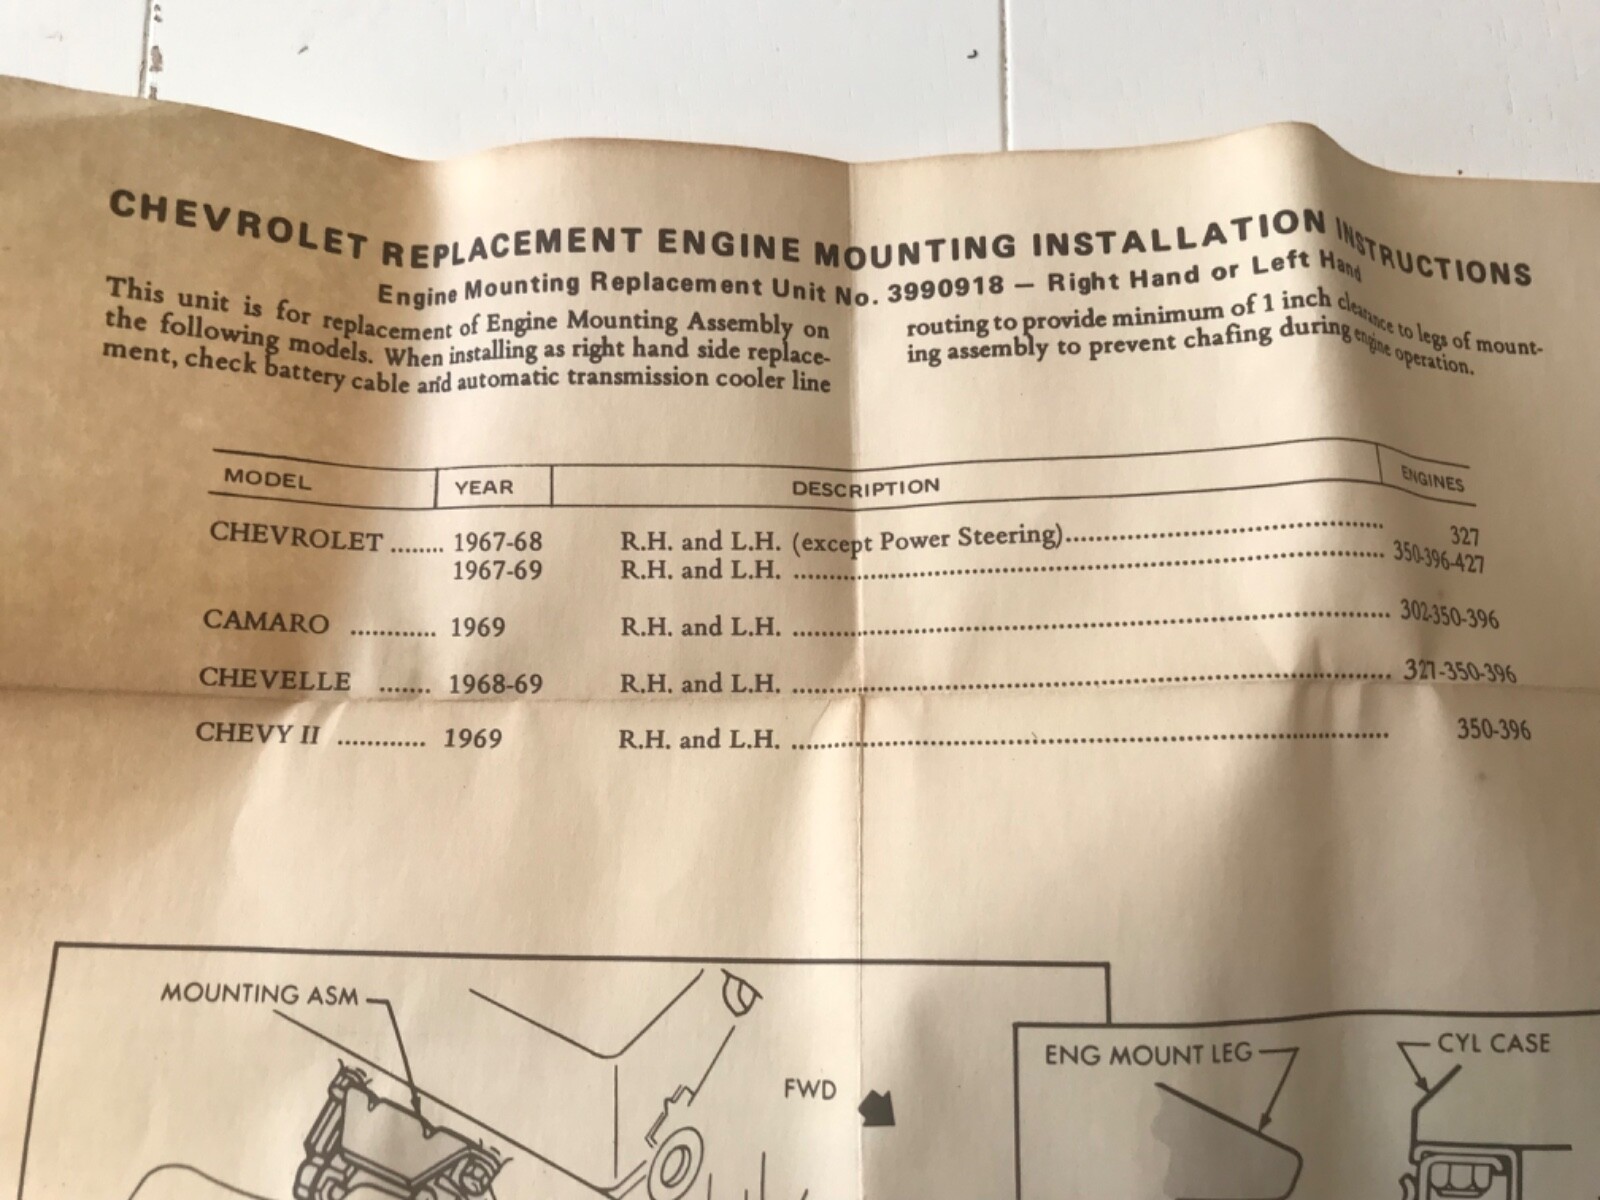 CHEVROLET REPLACEMENT ENGINE MOUNTING INSTALLATION INSTRUCTIONS
Engine Mounting Replacement Unit No. 3990918 — Right Hand or Left Hand
This unit is for replacement of Engine Mounting Assembly on
the following models. When installing as right hand side replace-
ment, check battery cable and automatic transmission cooler line
routing to provide minimum of 1 inch clearance to legs of mount-
ing assembly to prevent chafing during engine operation.
MODEL YEAR DESCRIPTION ENGINES
CHEVROLET ........ 1967-68 R.H. and L.H. (except Power Steering) ........ 327
1967-69 R.H. and L.H. ........ 350-396-427
CAMARO ............ 1969 R.H. and L.H. ........ 302-350-396
CHEVELLE ....... 1968-69 R.H. and L.H. ........ 327-350-396
CHEVY II ............ 1969 R.H. and L.H. ........ 350-396
MOUNTING ASM
FWD
ENG MOUNT LEG
CYL CASE